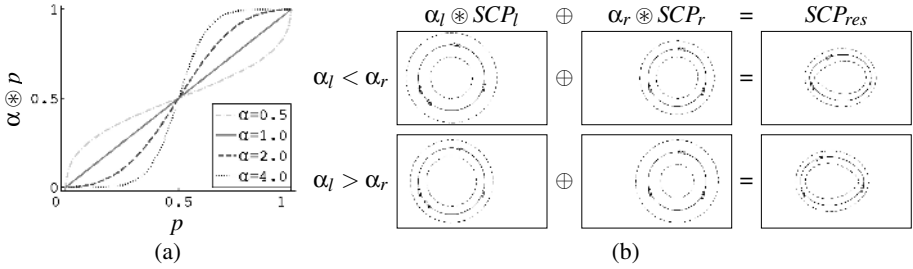 1
0.5
0
α ⊛ p
α=0.5
α=1.0
α=2.0
α=4.0
0
0.5
1
p
(a)
α_l ⊛ SCP_l ⊕ α_r ⊛ SCP_r = SCP_res
α_l < α_r ⊕ =
α_l > α_r ⊕ =
(b)